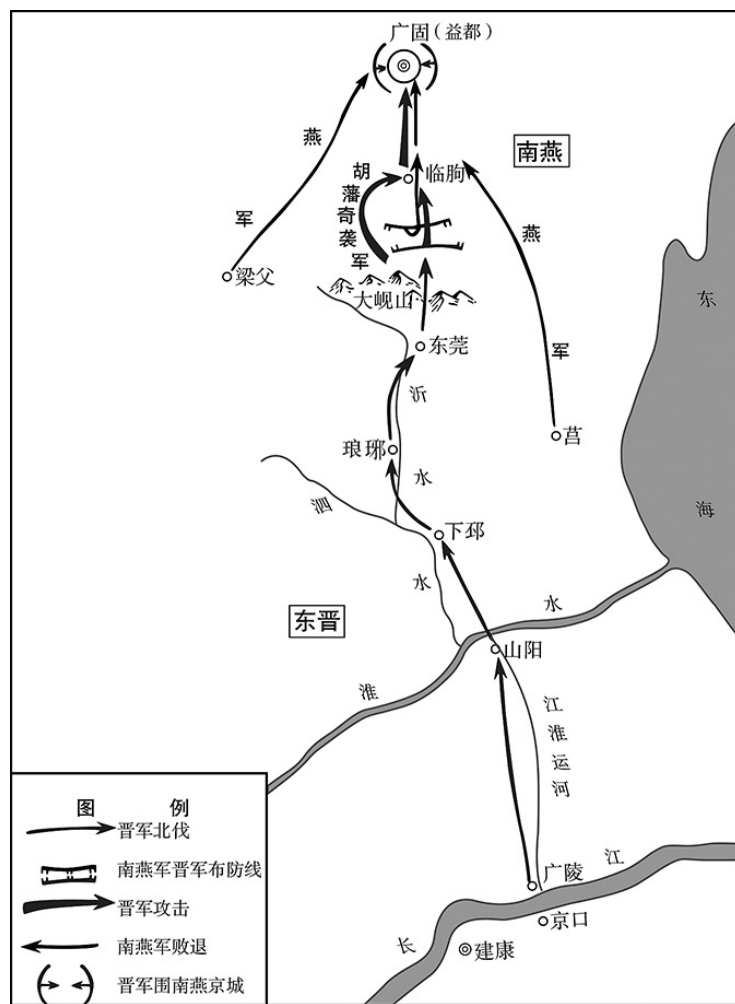 广固(益都)
燕军
南燕
胡藩奇袭军
临朐
燕军
梁父
大岘山
东莞
东海
沂水
琅琊
莒
泗水
下邳
东晋
淮水
山阳
江淮运河
广陵
长江
京口
建康
图例
晋军北伐
南燕军晋军布防线
晋军攻击
南燕军败退
晋军围南燕京城